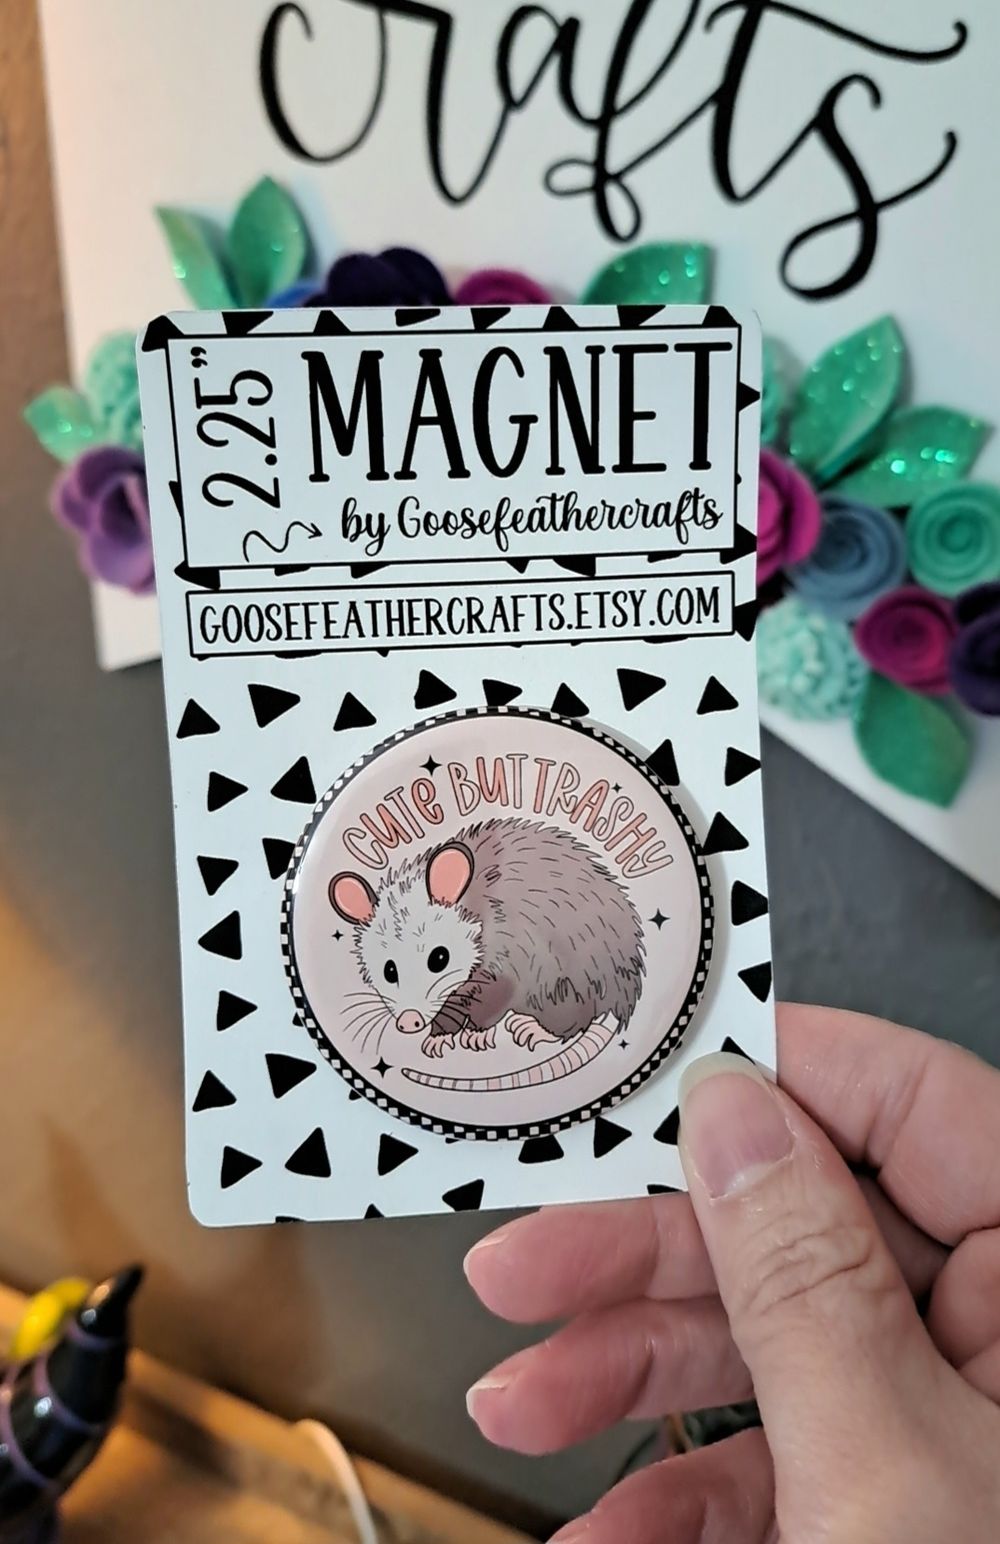 crafts
2.25"
MAGNET
by Goosefeathercrafts
GOOSEFEATHERCRAFTS.ETSY.COM
CUTE BUT TRASHY